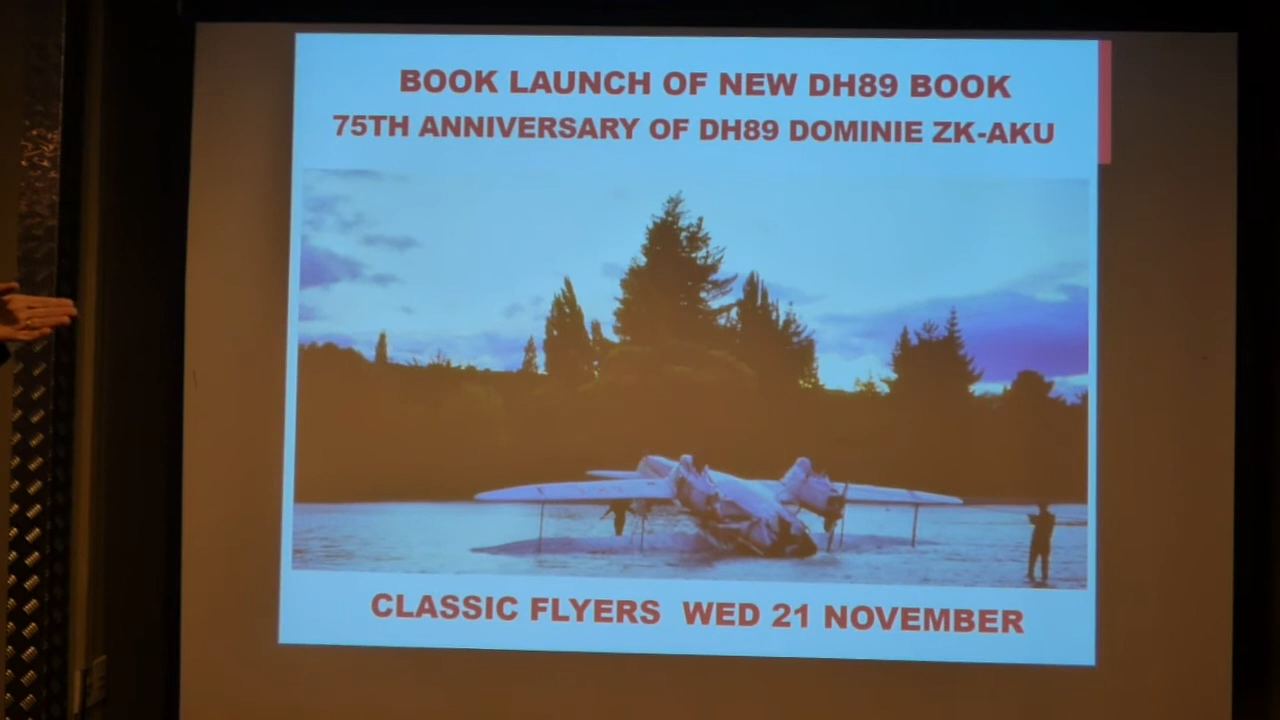 BOOK LAUNCH OF NEW DH89 BOOK
75TH ANNIVERSARY OF DH89 DOMINIE ZK-AKU
CLASSIC FLYERS WED 21 NOVEMBER